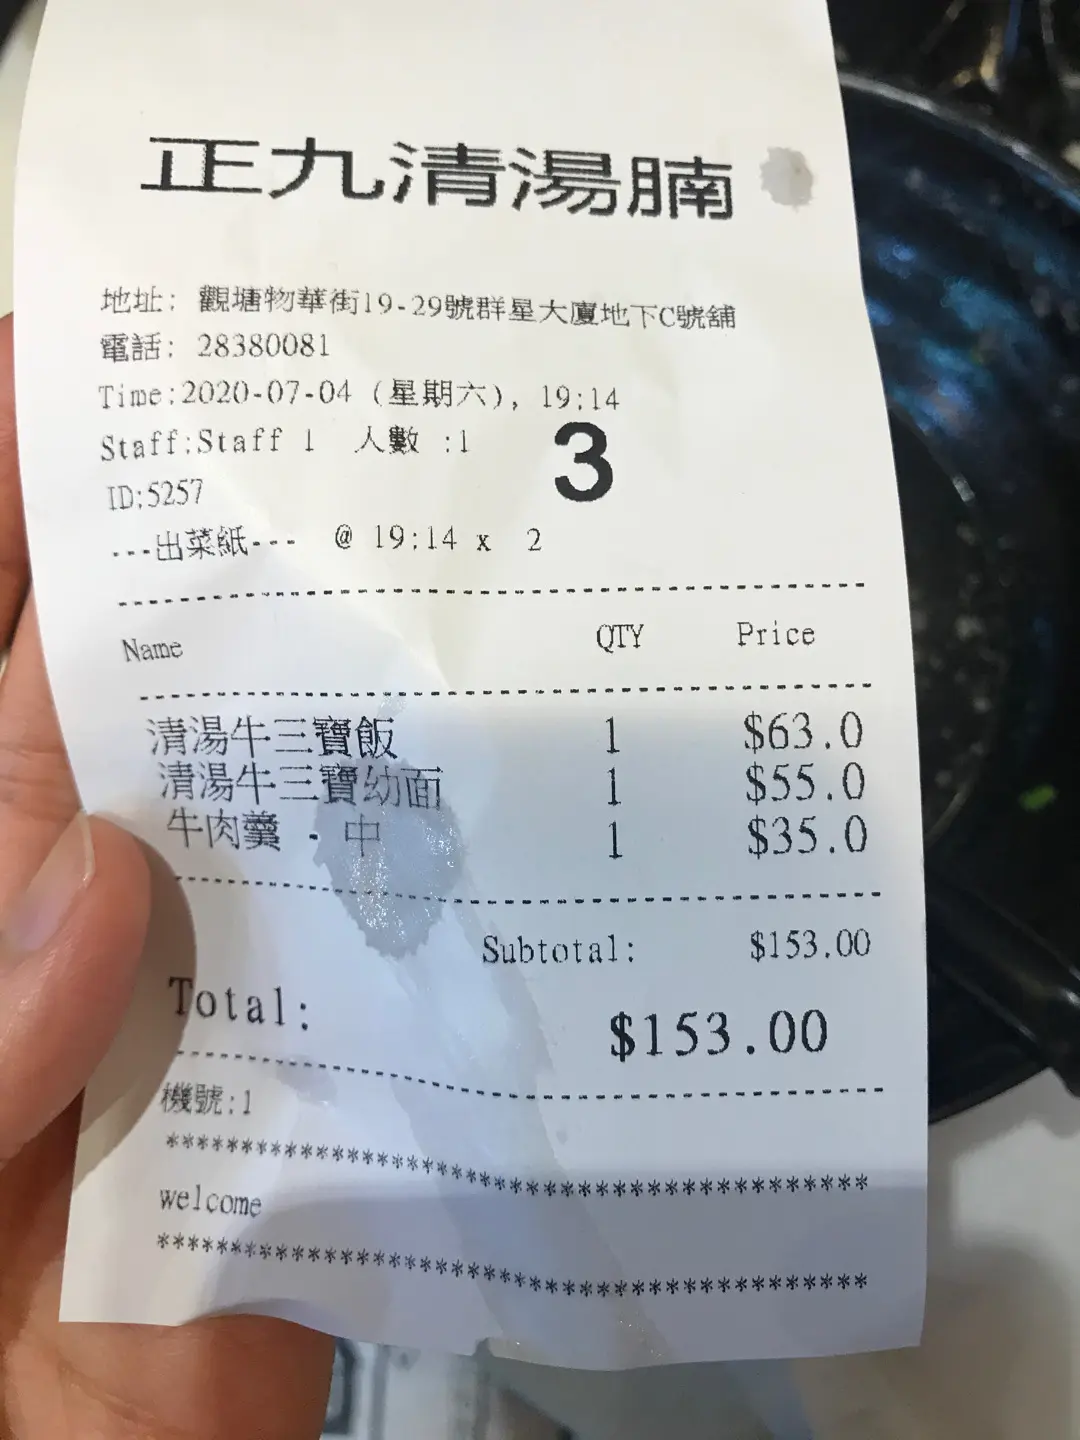 正九清湯腩
地址: 觀塘物華街19-29號群星大廈地下C號舖
電話: 28380081
Time:2020-07-04 (星期六), 19:14
Staff:Staff 1 人數 :1
3
ID:5257
---出菜紙--- @ 19:14 x 2
Name QTY Price
清湯牛三寶飯 1 $63.0
清湯牛三寶幼面 1 $55.0
牛肉羹 · 中 1 $35.0
Subtotal: $153.00
Total: $153.00
機號:1
************************************************
welcome
************************************************